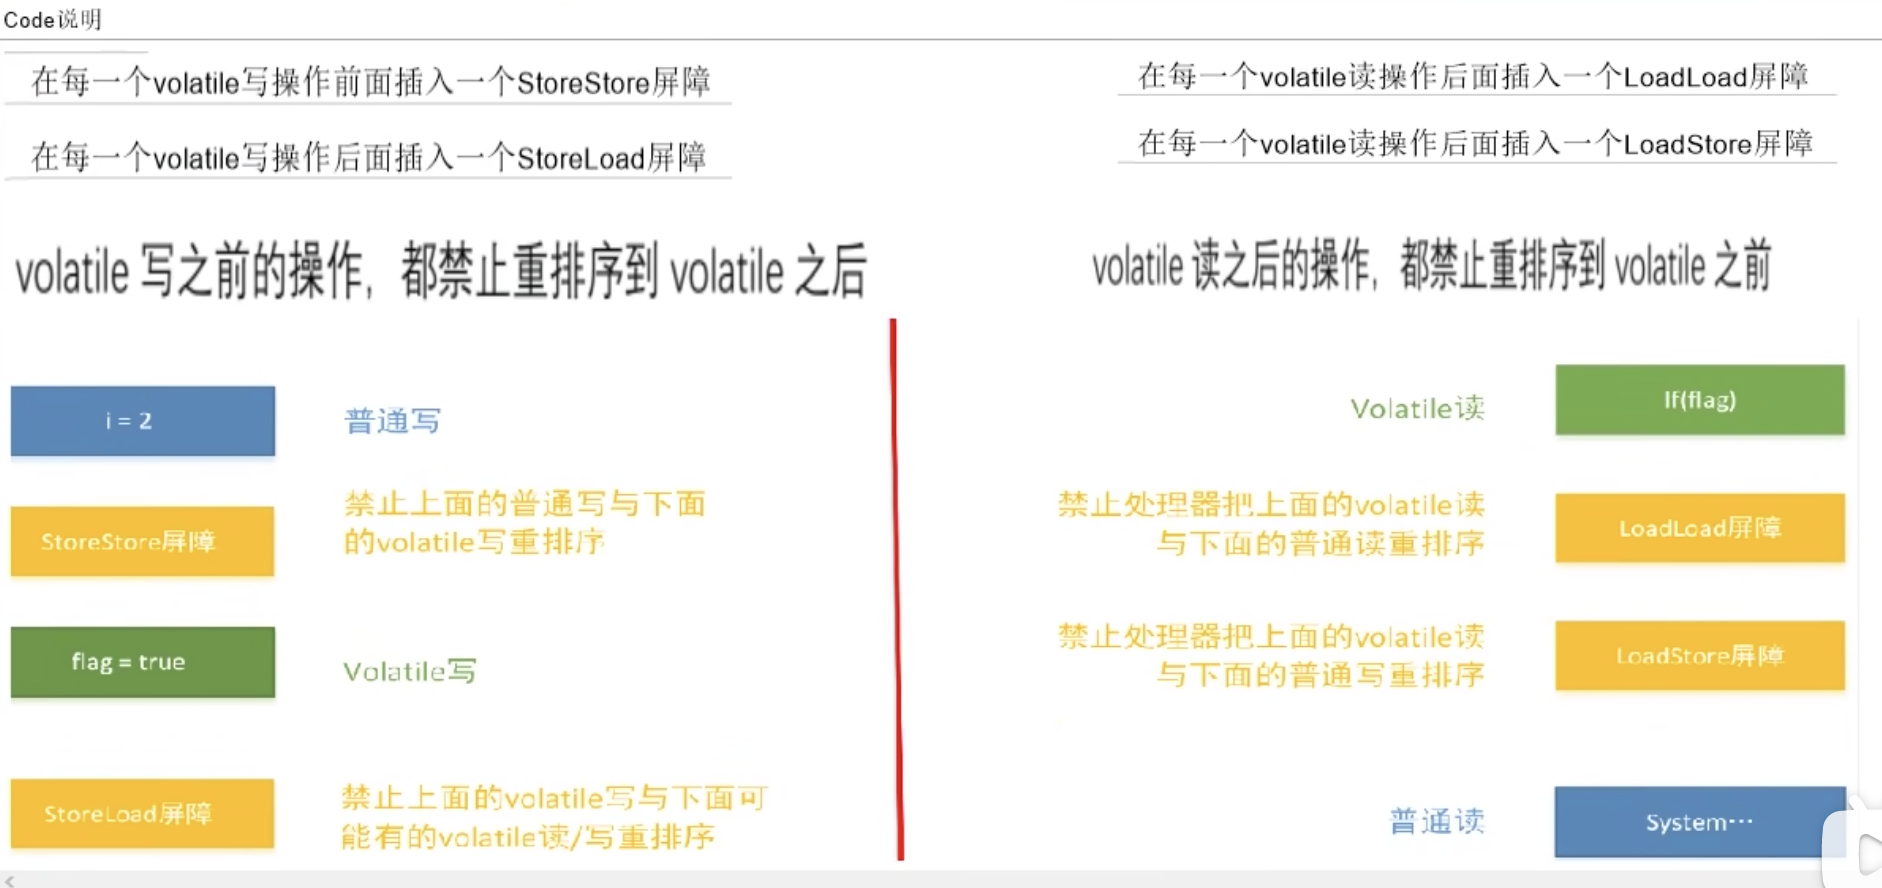 Code说明
在每一个volatile写操作前面插入一个StoreStore屏障
在每一个volatile写操作后面插入一个StoreLoad屏障
volatile 写之前的操作，都禁止重排序到 volatile 之后
i = 2
普通写
StoreStore屏障
禁止上面的普通写与下面
的volatile写重排序
flag = true
Volatile写
StoreLoad屏障
禁止上面的volatile写与下面可
能有的volatile读/写重排序
在每一个volatile读操作后面插入一个LoadLoad屏障
在每一个volatile读操作后面插入一个LoadStore屏障
volatile 读之后的操作，都禁止重排序到 volatile 之前
Volatile读
If(flag)
禁止处理器把上面的volatile读
与下面的普通读重排序
LoadLoad屏障
禁止处理器把上面的volatile读
与下面的普通写重排序
LoadStore屏障
普通读
System…